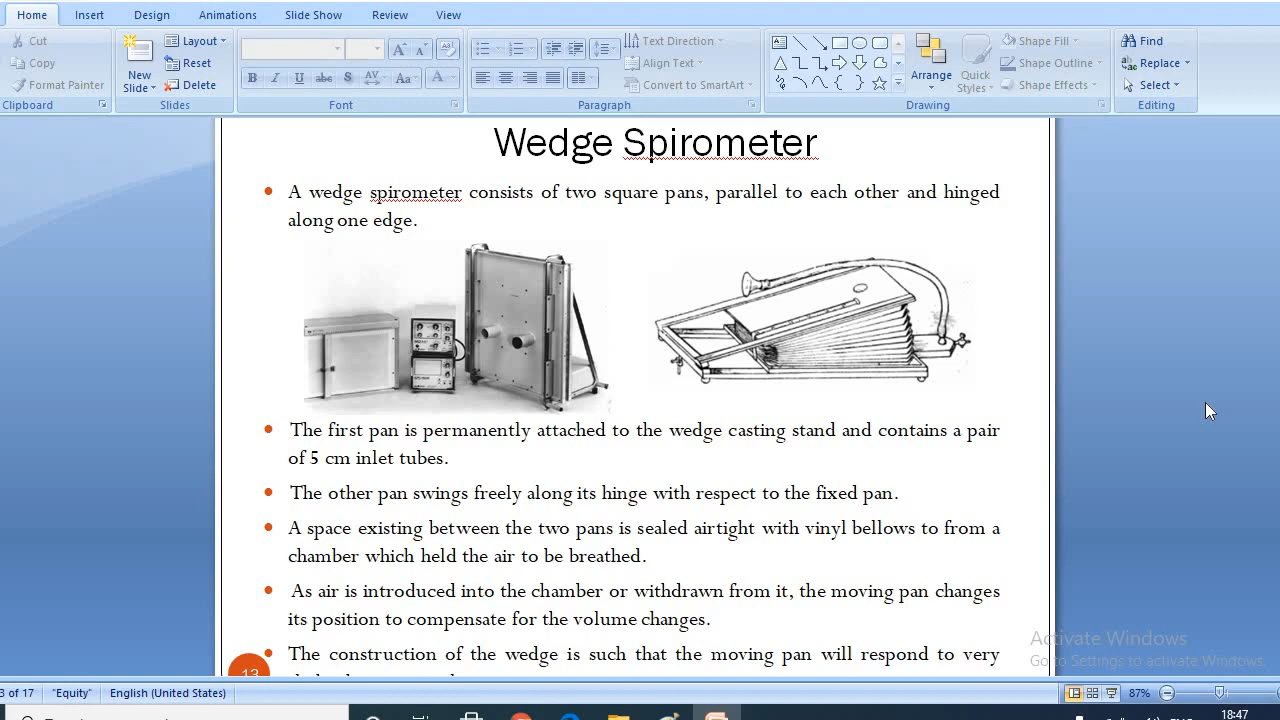 Home Insert Design Animations Slide Show Review View
Cut
Copy
Format Painter
Clipboard
New
Slide
Layout
Reset
Delete
Slides
B I U abc S AV Aa A
Font
Text Direction
Align Text
Convert to SmartArt
Paragraph
Arrange
Quick
Styles
Shape Fill
Shape Outline
Shape Effects
Drawing
Find
Replace
Select
Editing
Wedge Spirometer
A wedge spirometer consists of two square pans, parallel to each other and hinged
along one edge.
The first pan is permanently attached to the wedge casting stand and contains a pair
of 5 cm inlet tubes.
The other pan swings freely along its hinge with respect to the fixed pan.
A space existing between the two pans is sealed airtight with vinyl bellows to from a
chamber which held the air to be breathed.
As air is introduced into the chamber or withdrawn from it, the moving pan changes
its position to compensate for the volume changes.
The construction of the wedge is such that the moving pan will respond to very
13
Activate Windows
Go to Settings to activate Windows.
3 of 17 "Equity" English (United States) 87%
18:47